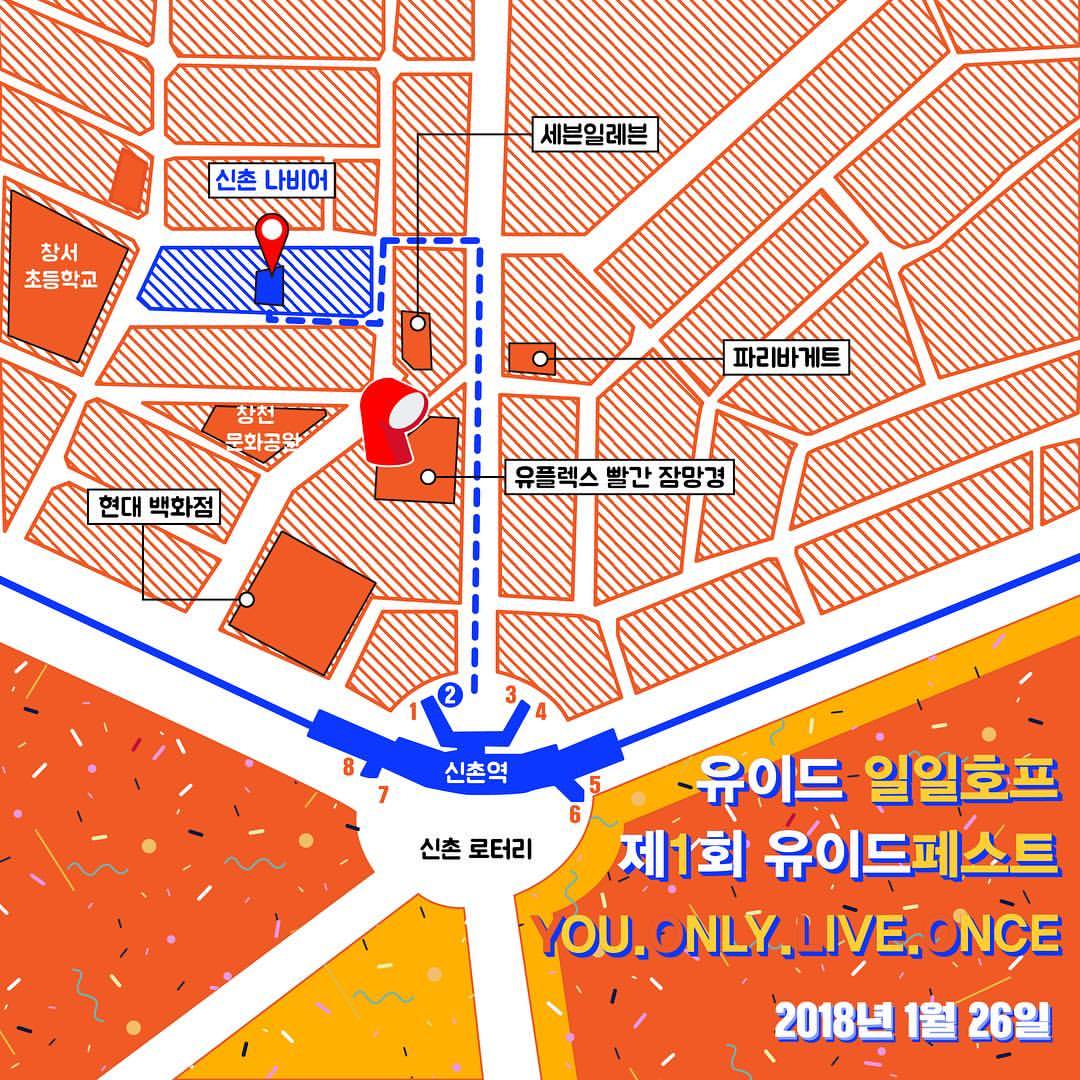 세븐일레븐
신촌 나비어
창서
초등학교
파리바게트
창천
문화공원
유플렉스 빨간 잠망경
현대 백화점
1
2
3
4
8
7
신촌역
5
6
신촌 로터리
유이드 일일호프
제1회 유이드페스트
YOU.ONLY.LIVE.ONCE
2018년 1월 26일